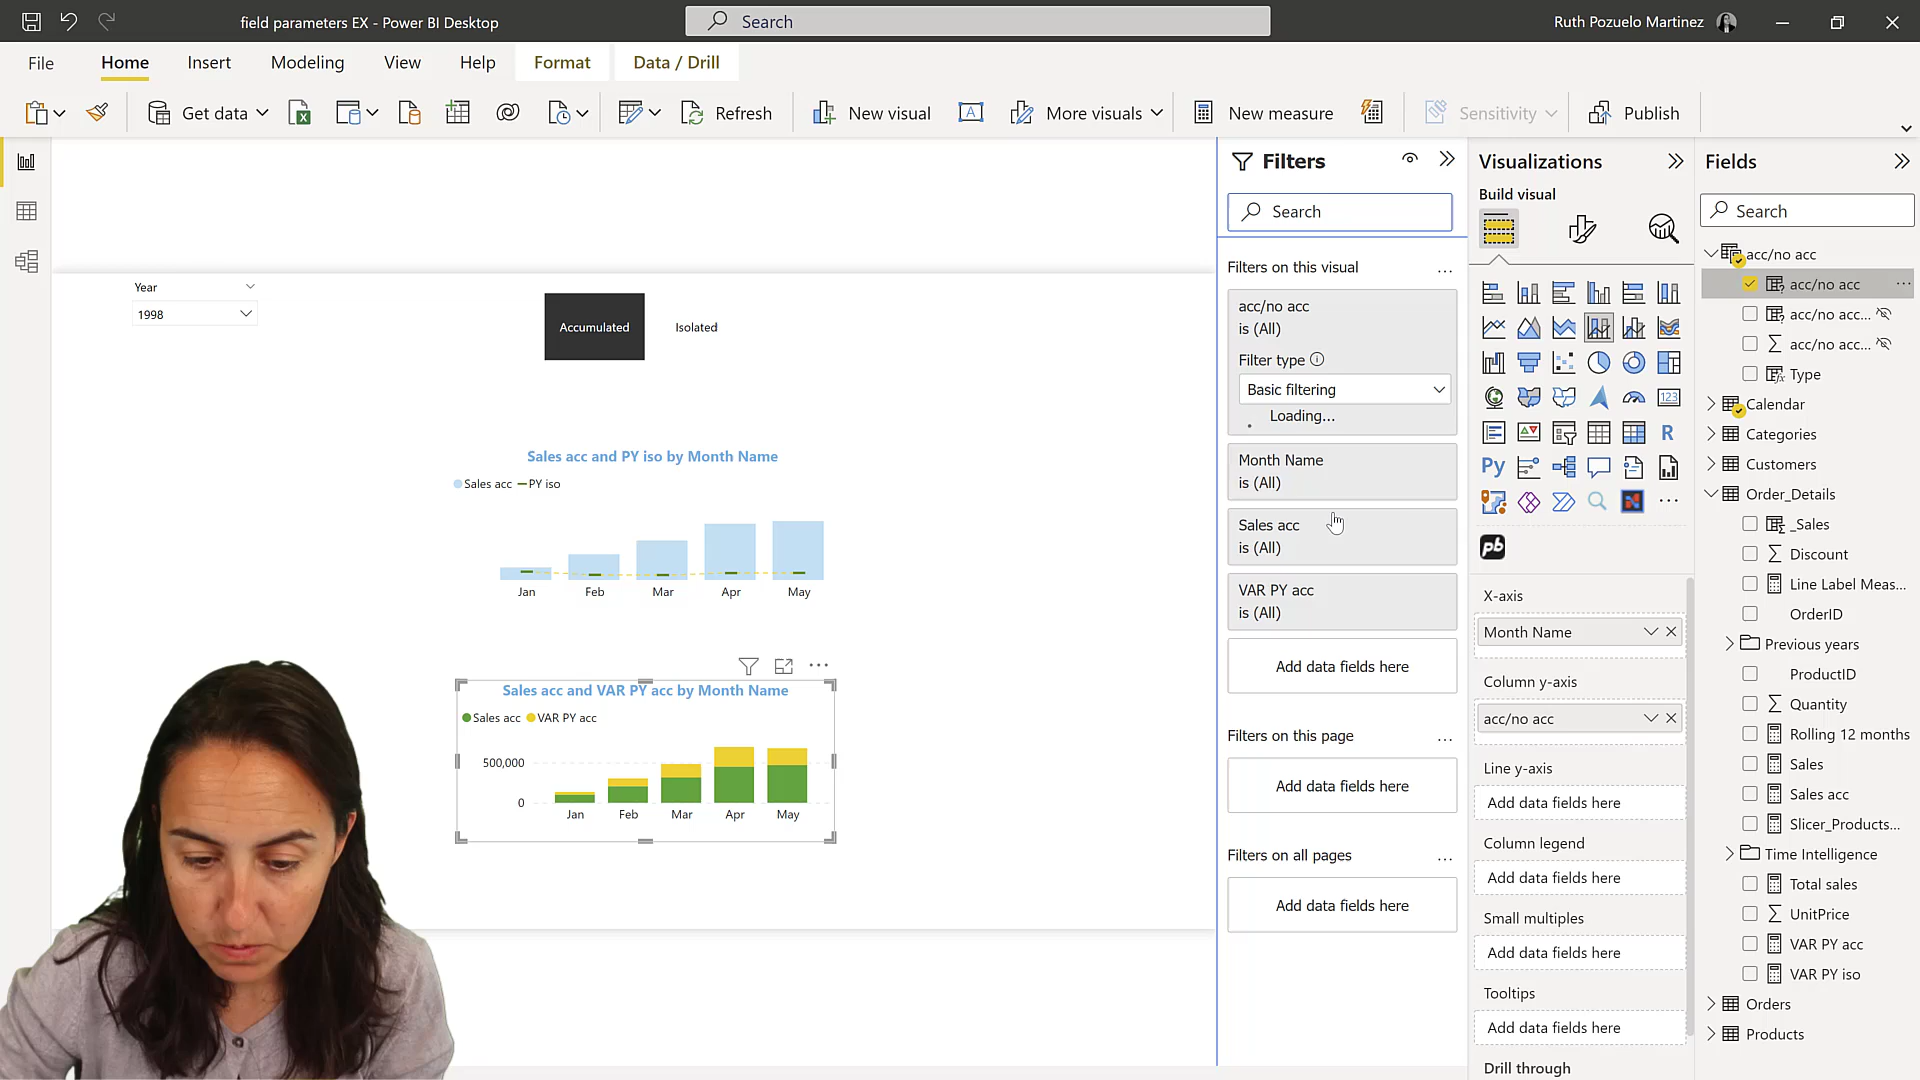 field parameters EX - Power BI Desktop
Search
Ruth Pozuelo Martinez
File
Home
Insert
Modeling
View
Help
Format
Data / Drill
Get data
Refresh
New visual
More visuals
New measure
Sensitivity
Publish
Year
1998
Accumulated
Isolated
Sales acc and PY iso by Month Name
Sales acc
PY iso
Jan
Feb
Mar
Apr
May
Sales acc and VAR PY acc by Month Name
Sales acc
VAR PY acc
500,000
0
Jan
Feb
Mar
Apr
May
Filters
Search
Filters on this visual
acc/no acc
is (All)
Filter type
Basic filtering
Loading...
Month Name
is (All)
Sales acc
is (All)
VAR PY acc
is (All)
Add data fields here
Filters on this page
Add data fields here
Filters on all pages
Add data fields here
Visualizations
Build visual
123
R
Py
pb
X-axis
Month Name
Column y-axis
acc/no acc
Line y-axis
Add data fields here
Column legend
Add data fields here
Small multiples
Add data fields here
Tooltips
Add data fields here
Drill through
Fields
Search
acc/no acc
acc/no acc
acc/no acc...
acc/no acc...
Type
Calendar
Categories
Customers
Order_Details
_Sales
Discount
Line Label Meas...
OrderID
Previous years
ProductID
Quantity
Rolling 12 months
Sales
Sales acc
Slicer_Products...
Time Intelligence
Total sales
UnitPrice
VAR PY acc
VAR PY iso
Orders
Products